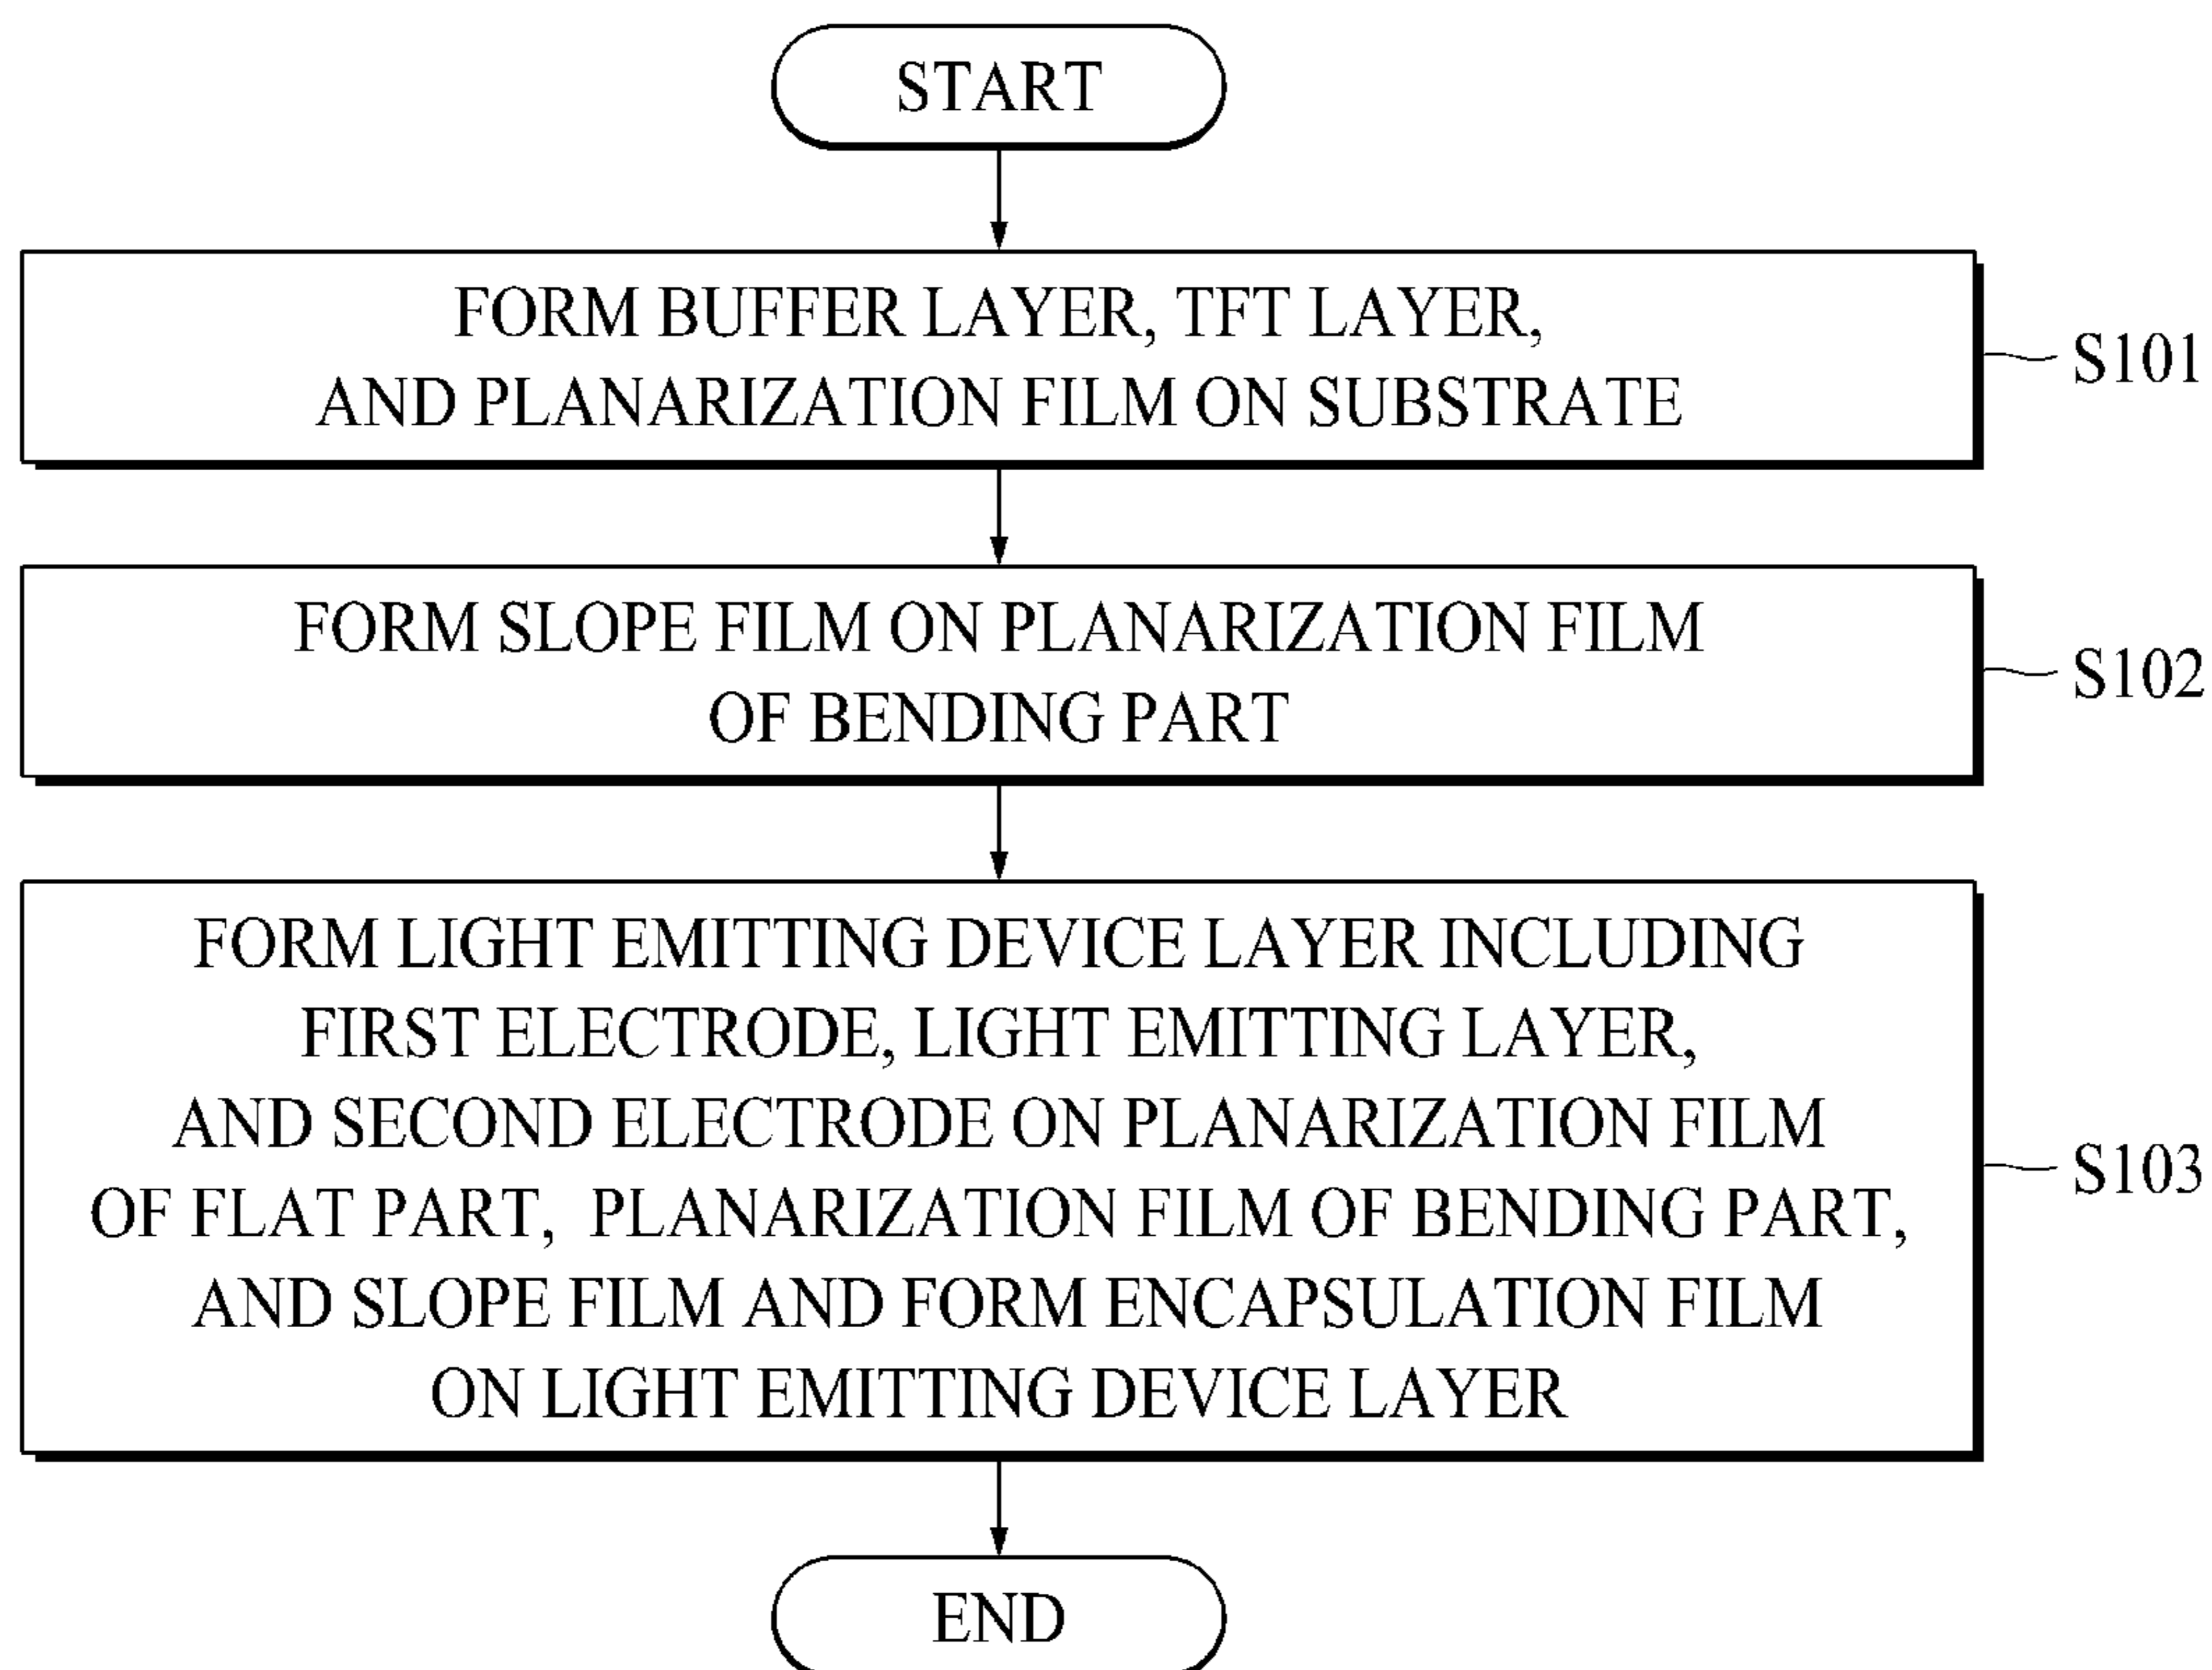 START
FORM BUFFER LAYER, TFT LAYER,
AND PLANARIZATION FILM ON SUBSTRATE
S101
FORM SLOPE FILM ON PLANARIZATION FILM
OF BENDING PART
S102
FORM LIGHT EMITTING DEVICE LAYER INCLUDING
FIRST ELECTRODE, LIGHT EMITTING LAYER,
AND SECOND ELECTRODE ON PLANARIZATION FILM
OF FLAT PART, PLANARIZATION FILM OF BENDING PART,
AND SLOPE FILM AND FORM ENCAPSULATION FILM
ON LIGHT EMITTING DEVICE LAYER
S103
END